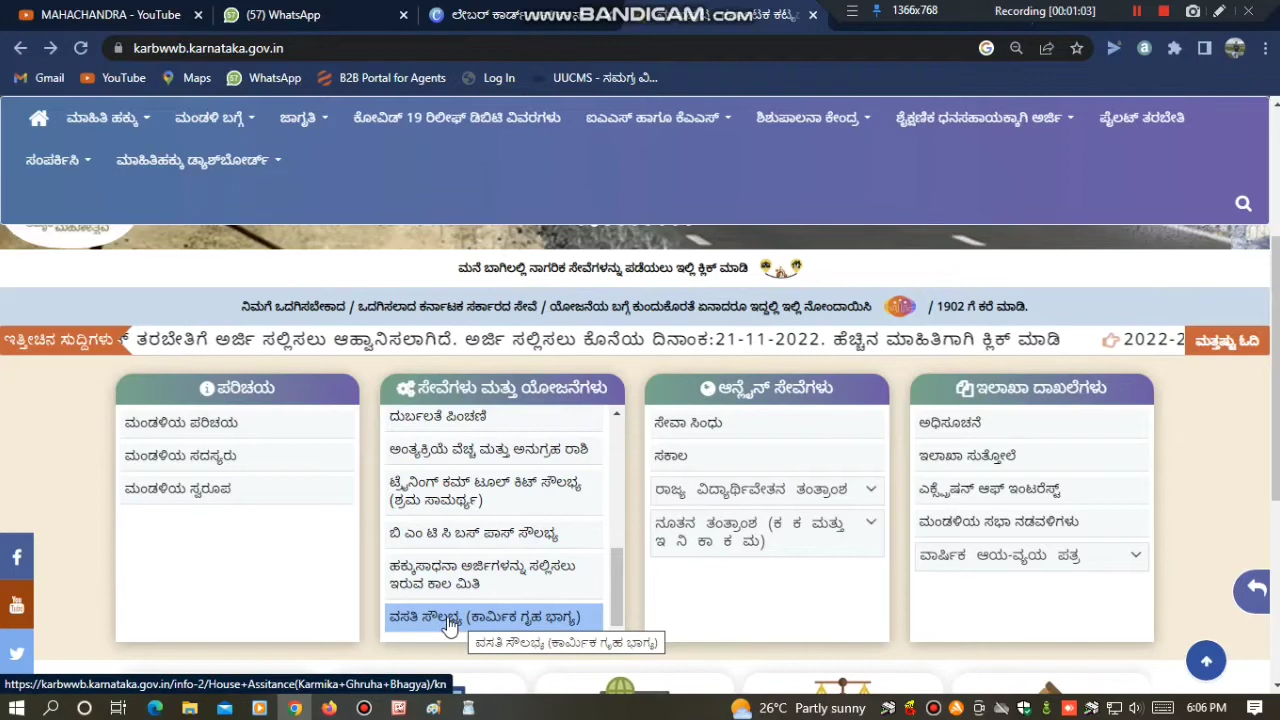 MAHACHANDRA - YouTube
(57) WhatsApp
ಲೇಬರ್ ಕಾರ್ಡ್
www.BANDICAM.com
1366x768
Recording [00:01:03]
karbwwb.karnataka.gov.in
Gmail YouTube Maps WhatsApp B2B Portal for Agents Log In UUCMS - ಸಮಗ್ರ ವಿ...
ಮಾಹಿತಿ ಹಕ್ಕು ಮಂಡಳಿ ಬಗ್ಗೆ ಜಾಗೃತಿ ಕೋವಿಡ್ 19 ರಿಲೀಫ್ ಡಿಬಿಟಿ ವಿವರಗಳು ಐಎಎಸ್ ಹಾಗೂ ಕೆಎಎಸ್ ಶಿಶುಪಾಲನಾ ಕೇಂದ್ರ ಶೈಕ್ಷಣಿಕ ಧನಸಹಾಯಕ್ಕಾಗಿ ಅರ್ಜಿ ಪೈಲಟ್ ತರಬೇತಿ
ಸಂಪರ್ಕಿಸಿ ಮಾಹಿತಿಹಕ್ಕು ಡ್ಯಾಶ್‌ಬೋರ್ಡ್
ಮನೆ ಬಾಗಿಲಲ್ಲಿ ನಾಗರಿಕ ಸೇವೆಗಳನ್ನು ಪಡೆಯಲು ಇಲ್ಲಿ ಕ್ಲಿಕ್ ಮಾಡಿ
ನಿಮಗೆ ಒದಗಿಸಬೇಕಾದ / ಒದಗಿಸಲಾದ ಕರ್ನಾಟಕ ಸರ್ಕಾರದ ಸೇವೆ / ಯೋಜನೆಯ ಬಗ್ಗೆ ಕುಂದುಕೊರತೆ ಏನಾದರೂ ಇದ್ದಲ್ಲಿ ಇಲ್ಲಿ ನೋಂದಾಯಿಸಿ / 1902 ಗೆ ಕರೆ ಮಾಡಿ.
ಇತ್ತೀಚಿನ ಸುದ್ದಿಗಳು ತರಬೇತಿಗೆ ಅರ್ಜಿ ಸಲ್ಲಿಸಲು ಆಹ್ವಾನಿಸಲಾಗಿದೆ. ಅರ್ಜಿ ಸಲ್ಲಿಸಲು ಕೊನೆಯ ದಿನಾಂಕ:21-11-2022. ಹೆಚ್ಚಿನ ಮಾಹಿತಿಗಾಗಿ ಕ್ಲಿಕ್ ಮಾಡಿ 2022-2 ಮತ್ತಷ್ಟು ಓದಿ
ಪರಿಚಯ
ಮಂಡಳಿಯ ಪರಿಚಯ
ಮಂಡಳಿಯ ಸದಸ್ಯರು
ಮಂಡಳಿಯ ಸ್ವರೂಪ
ಸೇವೆಗಳು ಮತ್ತು ಯೋಜನೆಗಳು
ದುರ್ಬಲತೆ ಪಿಂಚಣಿ
ಅಂತ್ಯಕ್ರಿಯೆ ವೆಚ್ಚ ಮತ್ತು ಅನುಗ್ರಹ ರಾಶಿ
ಟ್ರೈನಿಂಗ್ ಕಮ್ ಟೂಲ್ ಕಿಟ್ ಸೌಲಭ್ಯ
(ಶ್ರಮ ಸಾಮರ್ಥ್ಯ)
ಬಿ ಎಂ ಟಿ ಸಿ ಬಸ್ ಪಾಸ್ ಸೌಲಭ್ಯ
ಹಕ್ಕುಸಾಧನಾ ಅರ್ಜಿಗಳನ್ನು ಸಲ್ಲಿಸಲು
ಇರುವ ಕಾಲ ಮಿತಿ
ವಸತಿ ಸೌಲಭ್ಯ (ಕಾರ್ಮಿಕ ಗೃಹ ಭಾಗ್ಯ)
ವಸತಿ ಸೌಲಭ್ಯ (ಕಾರ್ಮಿಕ ಗೃಹ ಭಾಗ್ಯ)
ಆನ್ಲೈನ್ ಸೇವೆಗಳು
ಸೇವಾ ಸಿಂಧು
ಸಕಾಲ
ರಾಜ್ಯ ವಿದ್ಯಾರ್ಥಿವೇತನ ತಂತ್ರಾಂಶ
ನೂತನ ತಂತ್ರಾಂಶ (ಕ ಕ ಮತ್ತು
ಇ ನಿ ಕಾ ಕ ಮ)
ಇಲಾಖಾ ದಾಖಲೆಗಳು
ಅಧಿಸೂಚನೆ
ಇಲಾಖಾ ಸುತ್ತೋಲೆ
ಎಕ್ಸ್ಪ್ರೆಷನ್ ಆಫ್ ಇಂಟರೆಸ್ಟ್
ಮಂಡಳಿಯ ಸಭಾ ನಡವಳಿಗಳು
ವಾರ್ಷಿಕ ಆಯ-ವ್ಯಯ ಪತ್ರ
https://karbwwb.karnataka.gov.in/info-2/House+Assitance(Karmika+Ghruha+Bhagya)/kn
26°C Partly sunny 6:06 PM